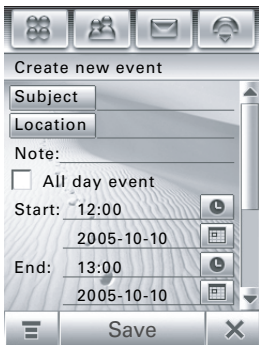 Create new event
Subject
Location
Note:
All day event
Start: 12:00
2005-10-10
End: 13:00
2005-10-10
Save